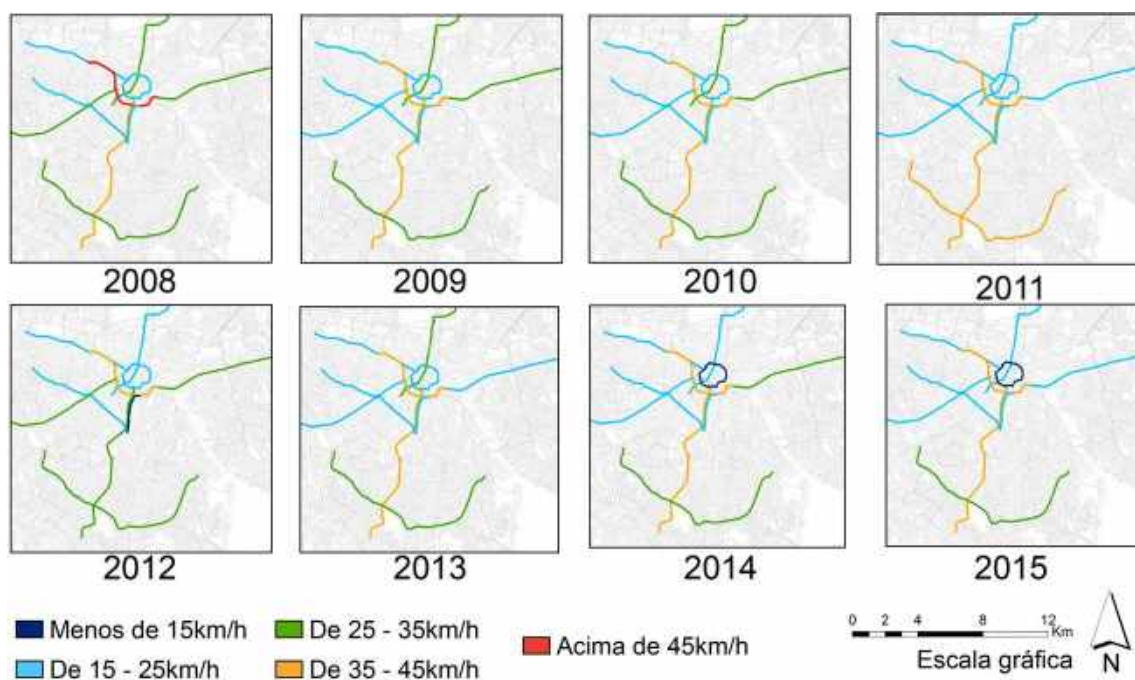 2008 2009 2010 2011
2012 2013 2014 2015
Menos de 15km/h De 25 - 35km/h Acima de 45km/h
De 15 - 25km/h De 35 - 45km/h
0 2 4 8 12
Km
Escala gráfica
N